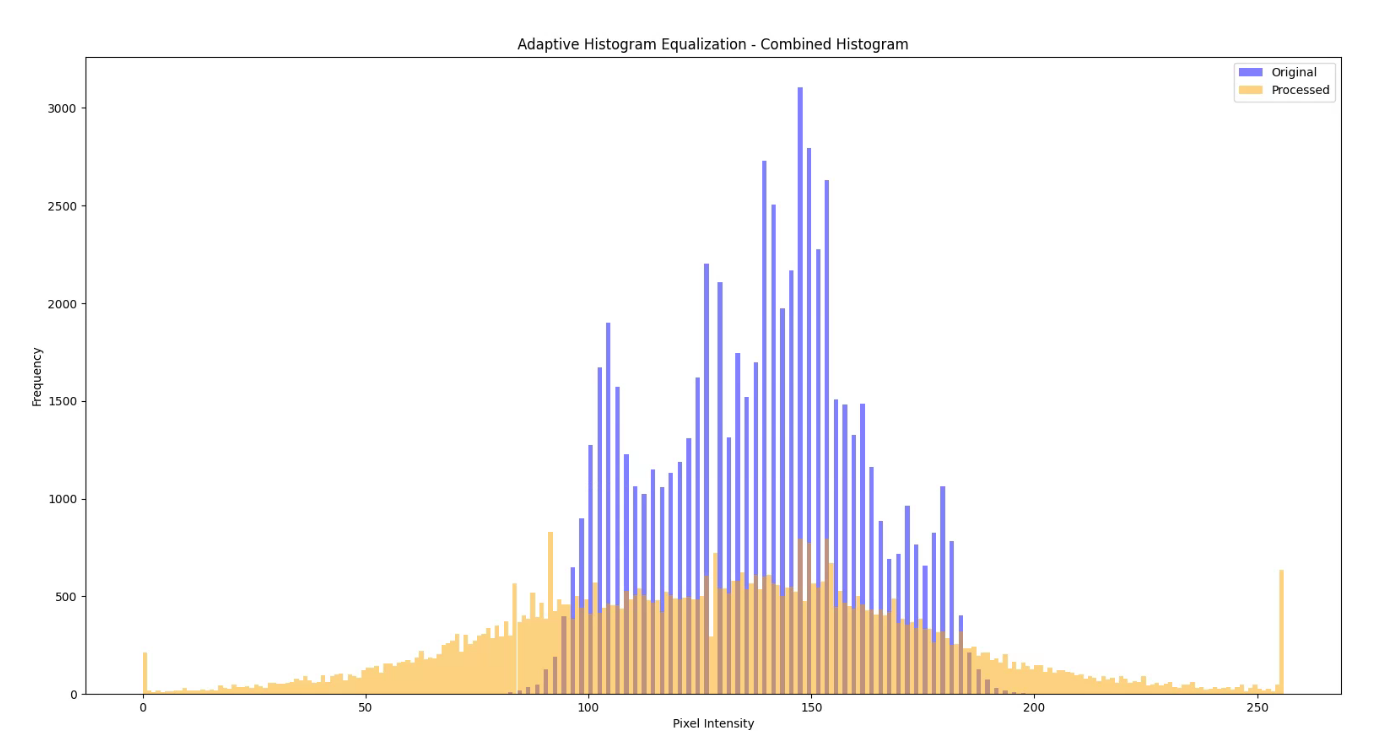 Adaptive Histogram Equalization - Combined Histogram
Original
Processed
3000
2500
2000
1500
1000
500
0
Frequency
0 50 100 150 200 250
Pixel Intensity